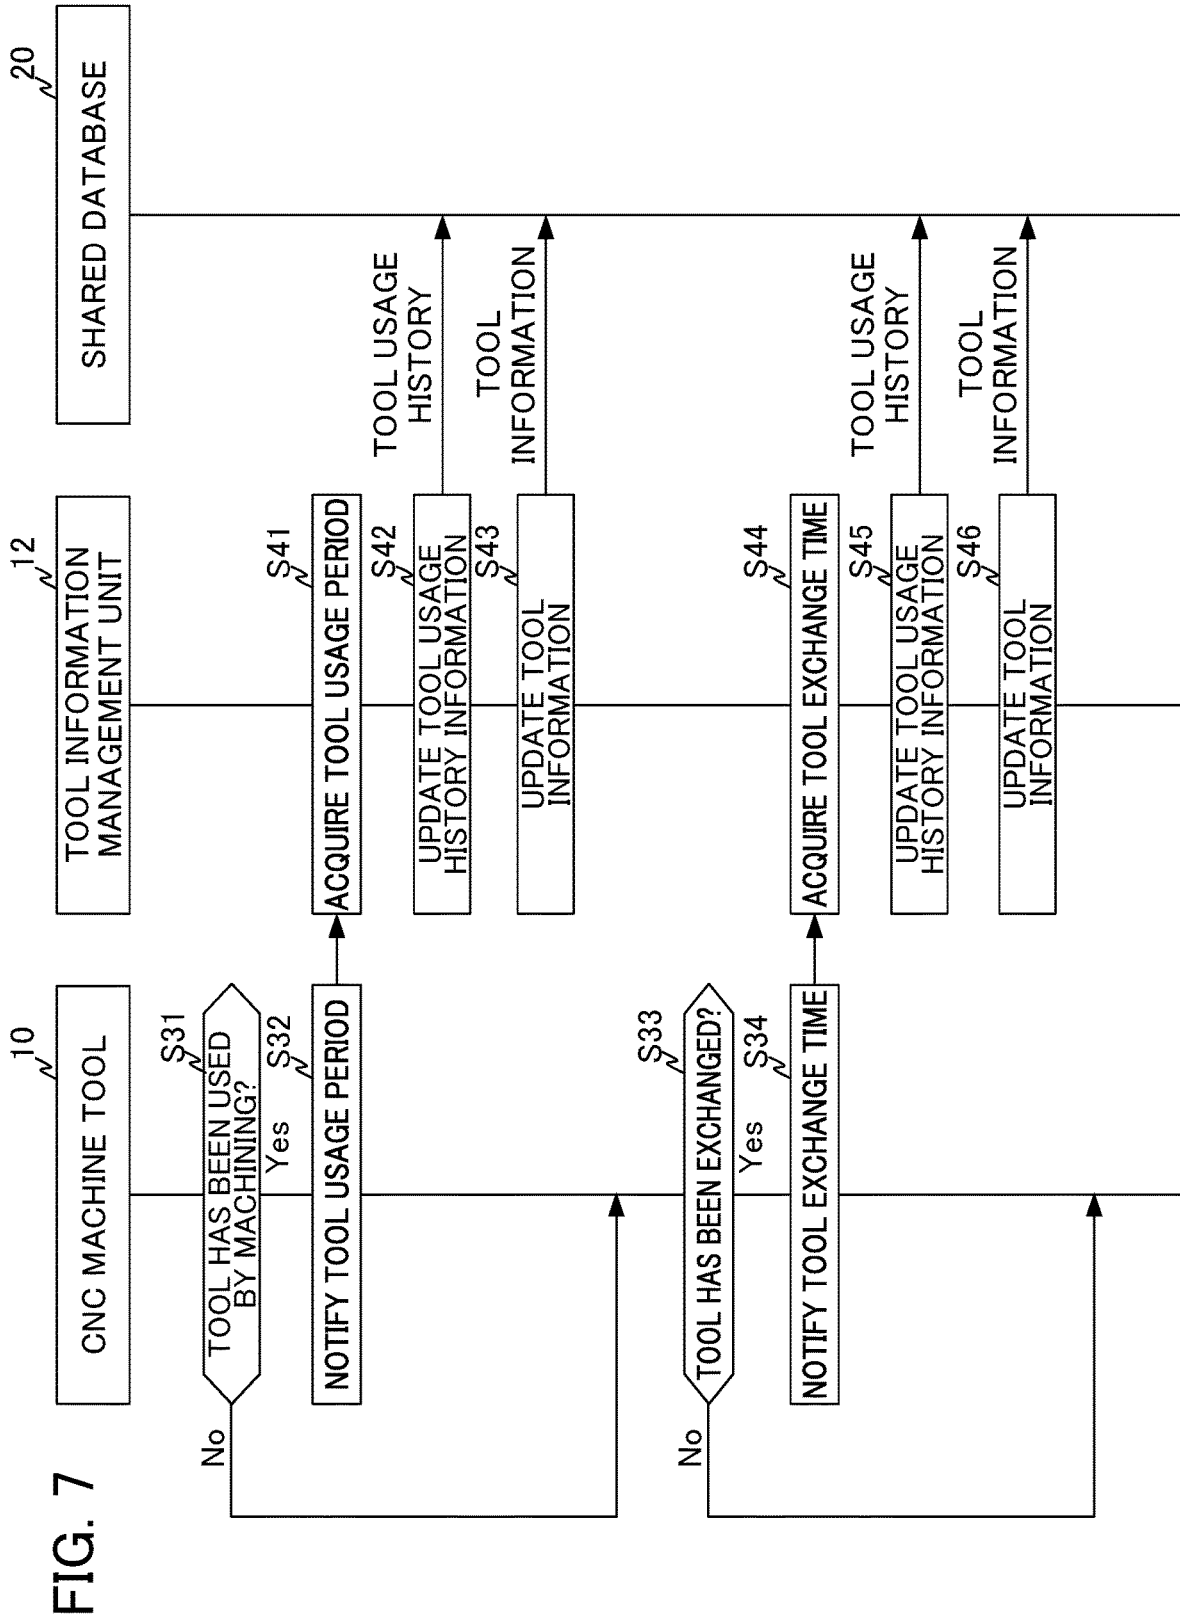 FIG. 7
10
CNC MACHINE TOOL
12
TOOL INFORMATION
MANAGEMENT UNIT
20
SHARED DATABASE
S31
TOOL HAS BEEN USED
BY MACHINING?
No
Yes
S32
NOTIFY TOOL USAGE PERIOD
S41
ACQUIRE TOOL USAGE PERIOD
S42
UPDATE TOOL USAGE
HISTORY INFORMATION
TOOL USAGE
HISTORY
S43
UPDATE TOOL
INFORMATION
TOOL
INFORMATION
S33
TOOL HAS BEEN EXCHANGED?
No
Yes
S34
NOTIFY TOOL EXCHANGE TIME
S44
ACQUIRE TOOL EXCHANGE TIME
S45
UPDATE TOOL USAGE
HISTORY INFORMATION
TOOL USAGE
HISTORY
S46
UPDATE TOOL
INFORMATION
TOOL
INFORMATION